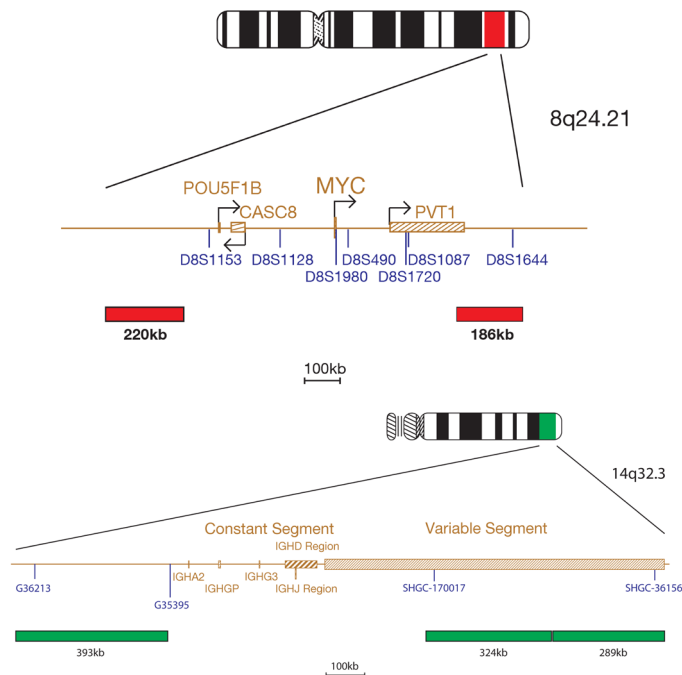 8q24.21
MYC
POU5F1B
CASC8
PVT1
D8S1153
D8S1128
D8S490
D8S1087
D8S1644
D8S1980
D8S1720
220kb
186kb
100kb
14q32.3
Constant Segment
Variable Segment
IGHD Region
IGHA2
IGHG3
IGHGP
IGHJ Region
G36213
SHGC-170017
SHGC-36156
G35395
393kb
324kb
289kb
100kb